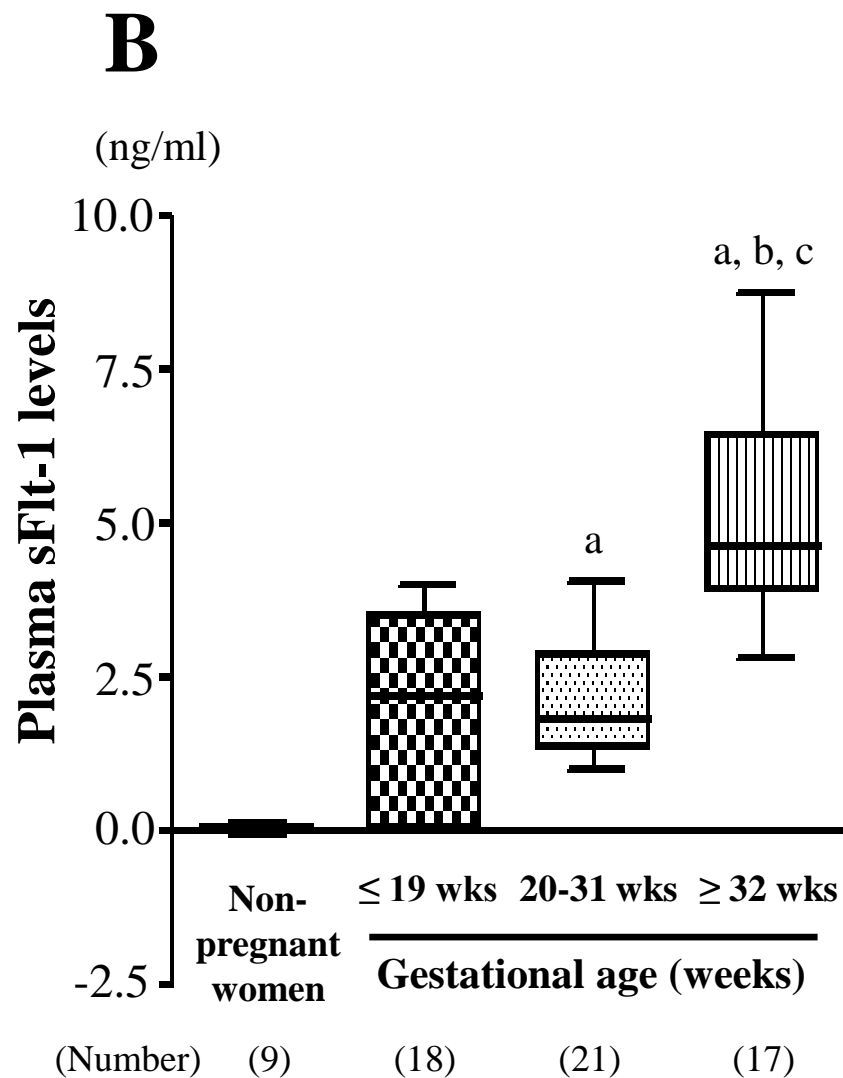 B
(ng/ml)
Plasma sFlt-1 levels
10.0
7.5
5.0
2.5
0.0
-2.5
a
a, b, c
Non-
pregnant
women
≤ 19 wks 20-31 wks ≥ 32 wks
Gestational age (weeks)
(Number) (9) (18) (21) (17)